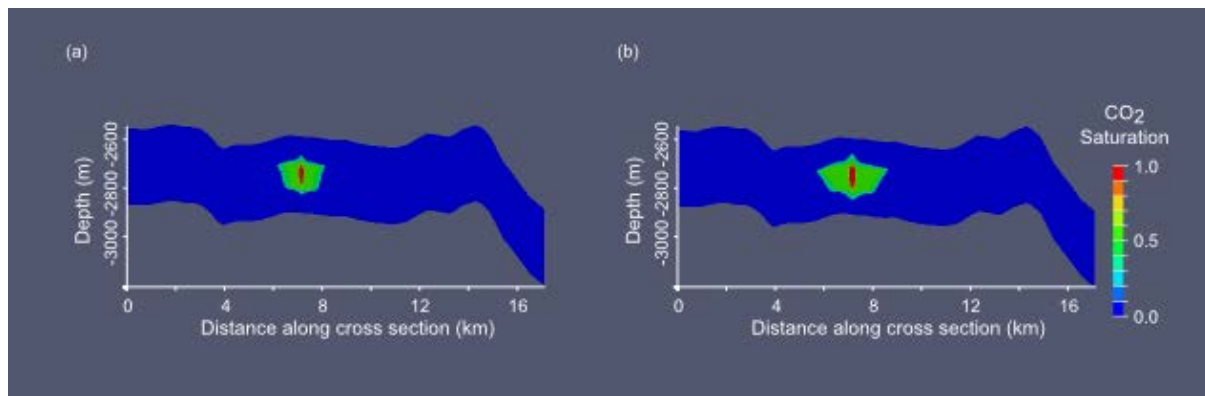 (a)
Depth (m)
-2600
-2800
-3000
0
4
8
12
16
Distance along cross section (km)
(b)
Depth (m)
-2600
-2800
-3000
0
4
8
12
16
Distance along cross section (km)
CO2
Saturation
1.0
0.5
0.0